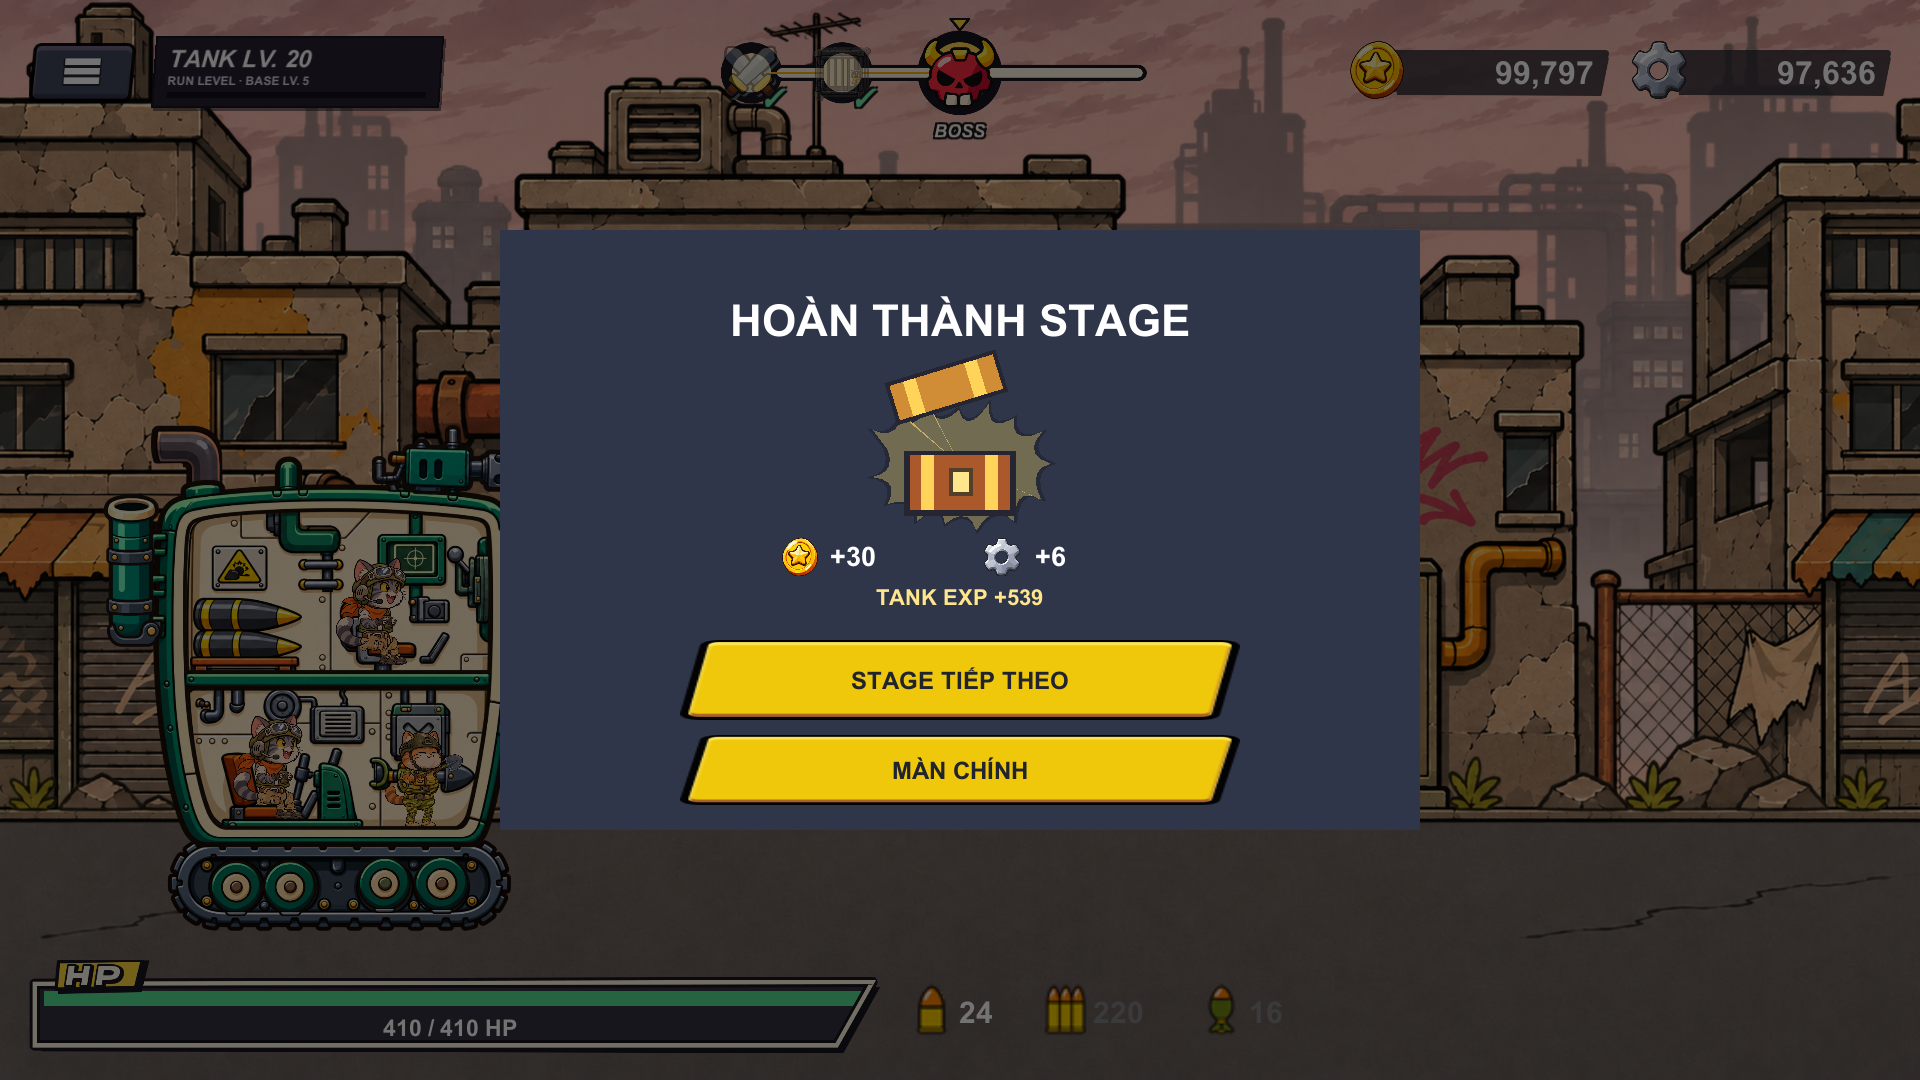 TANK LV. 20
RUN LEVEL · BASE LV. 5
BOSS
99,797
97,636
HOÀN THÀNH STAGE
+30
+6
TANK EXP +539
STAGE TIẾP THEO
MÀN CHÍNH
HP
410 / 410 HP
24
220
16